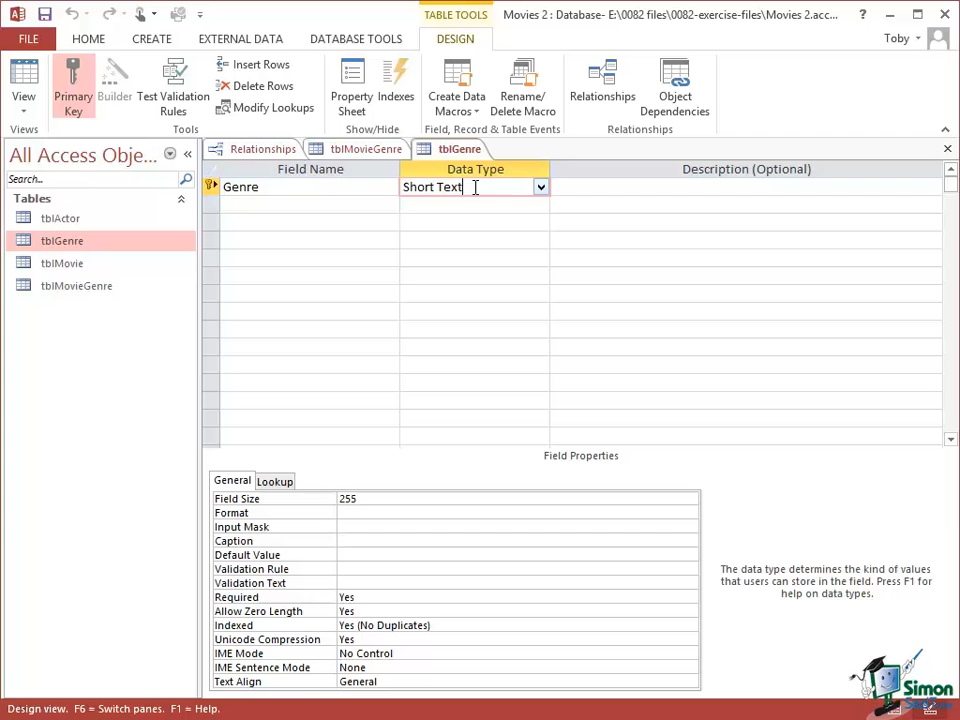 TABLE TOOLS
Movies 2 : Database- E:\0082 files\0082-exercise-files\Movies 2.acc...
?
FILE
HOME
CREATE
EXTERNAL DATA
DATABASE TOOLS
DESIGN
Toby
View
Primary Key
Builder
Test Validation Rules
Insert Rows
Delete Rows
Modify Lookups
Property Sheet
Indexes
Create Data Macros
Rename/ Delete Macro
Relationships
Object Dependencies
Views
Tools
Show/Hide
Field, Record & Table Events
Relationships
All Access Obje...
Search...
Tables
tblActor
tblGenre
tblMovie
tblMovieGenre
Relationships
tblMovieGenre
tblGenre
Field Name
Data Type
Description (Optional)
Genre
Short Text
Field Properties
General
Lookup
Field Size 255
Format
Input Mask
Caption
Default Value
Validation Rule
Validation Text
Required Yes
Allow Zero Length Yes
Indexed Yes (No Duplicates)
Unicode Compression Yes
IME Mode No Control
IME Sentence Mode None
Text Align General
The data type determines the kind of values
that users can store in the field. Press F1 for
help on data types.
Simon
Design view. F6 = Switch panes. F1 = Help.